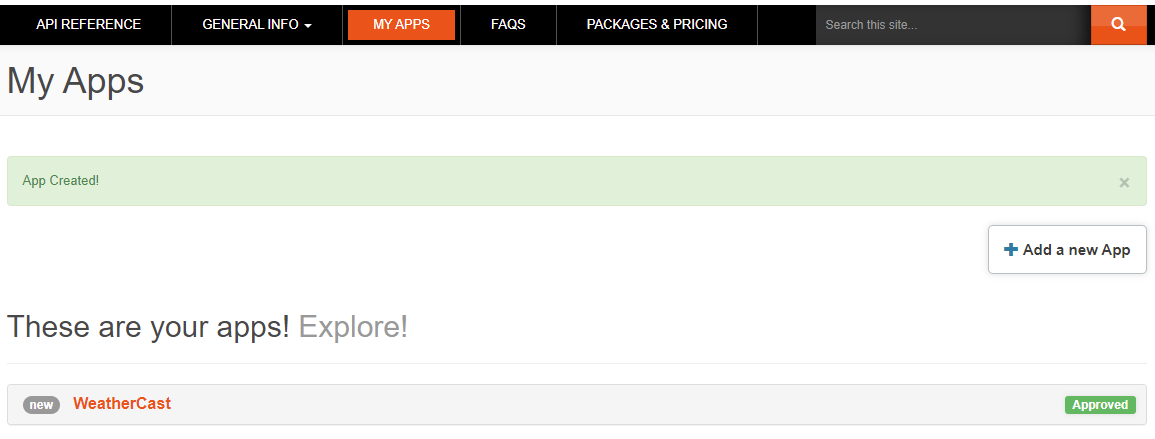 API REFERENCE GENERAL INFO MY APPS FAQS PACKAGES & PRICING Search this site...
My Apps
App Created! ×
Add a new App
These are your apps! Explore!
new WeatherCast Approved